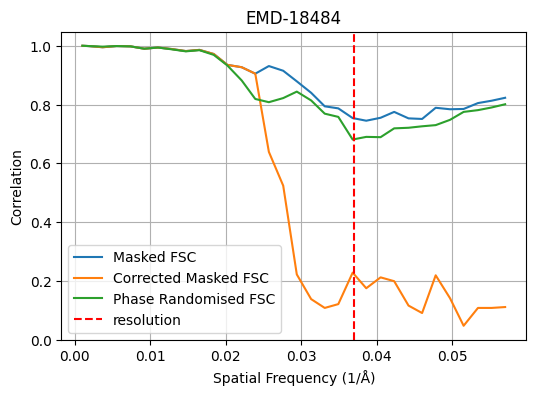 EMD-18484
1.0
0.8
0.6
0.4
0.2
0.0
Correlation
Masked FSC
Corrected Masked FSC
Phase Randomised FSC
resolution
0.00 0.01 0.02 0.03 0.04 0.05
Spatial Frequency (1/Å)